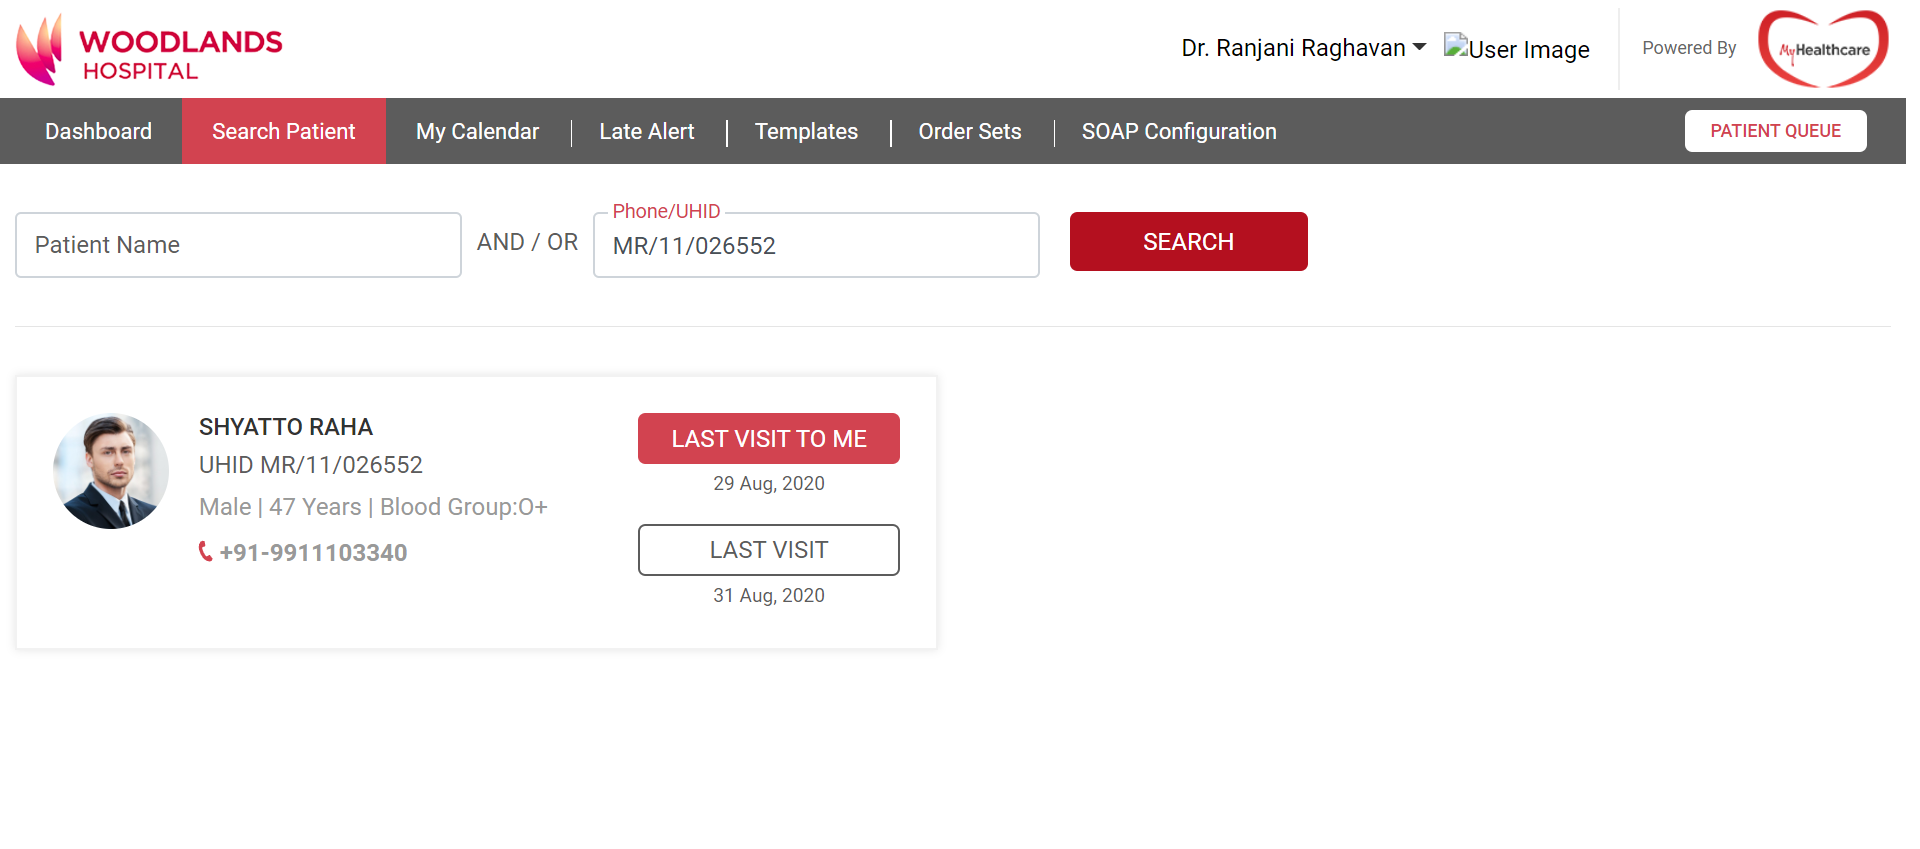 WOODLANDS
HOSPITAL
Dr. Ranjani Raghavan
User Image
Powered By
MyHealthcare
Dashboard
Search Patient
My Calendar
Late Alert
Templates
Order Sets
SOAP Configuration
PATIENT QUEUE
Patient Name
AND / OR
Phone/UHID
MR/11/026552
SEARCH
SHYATTO RAHA
UHID MR/11/026552
Male | 47 Years | Blood Group:O+
+91-9911103340
LAST VISIT TO ME
29 Aug, 2020
LAST VISIT
31 Aug, 2020